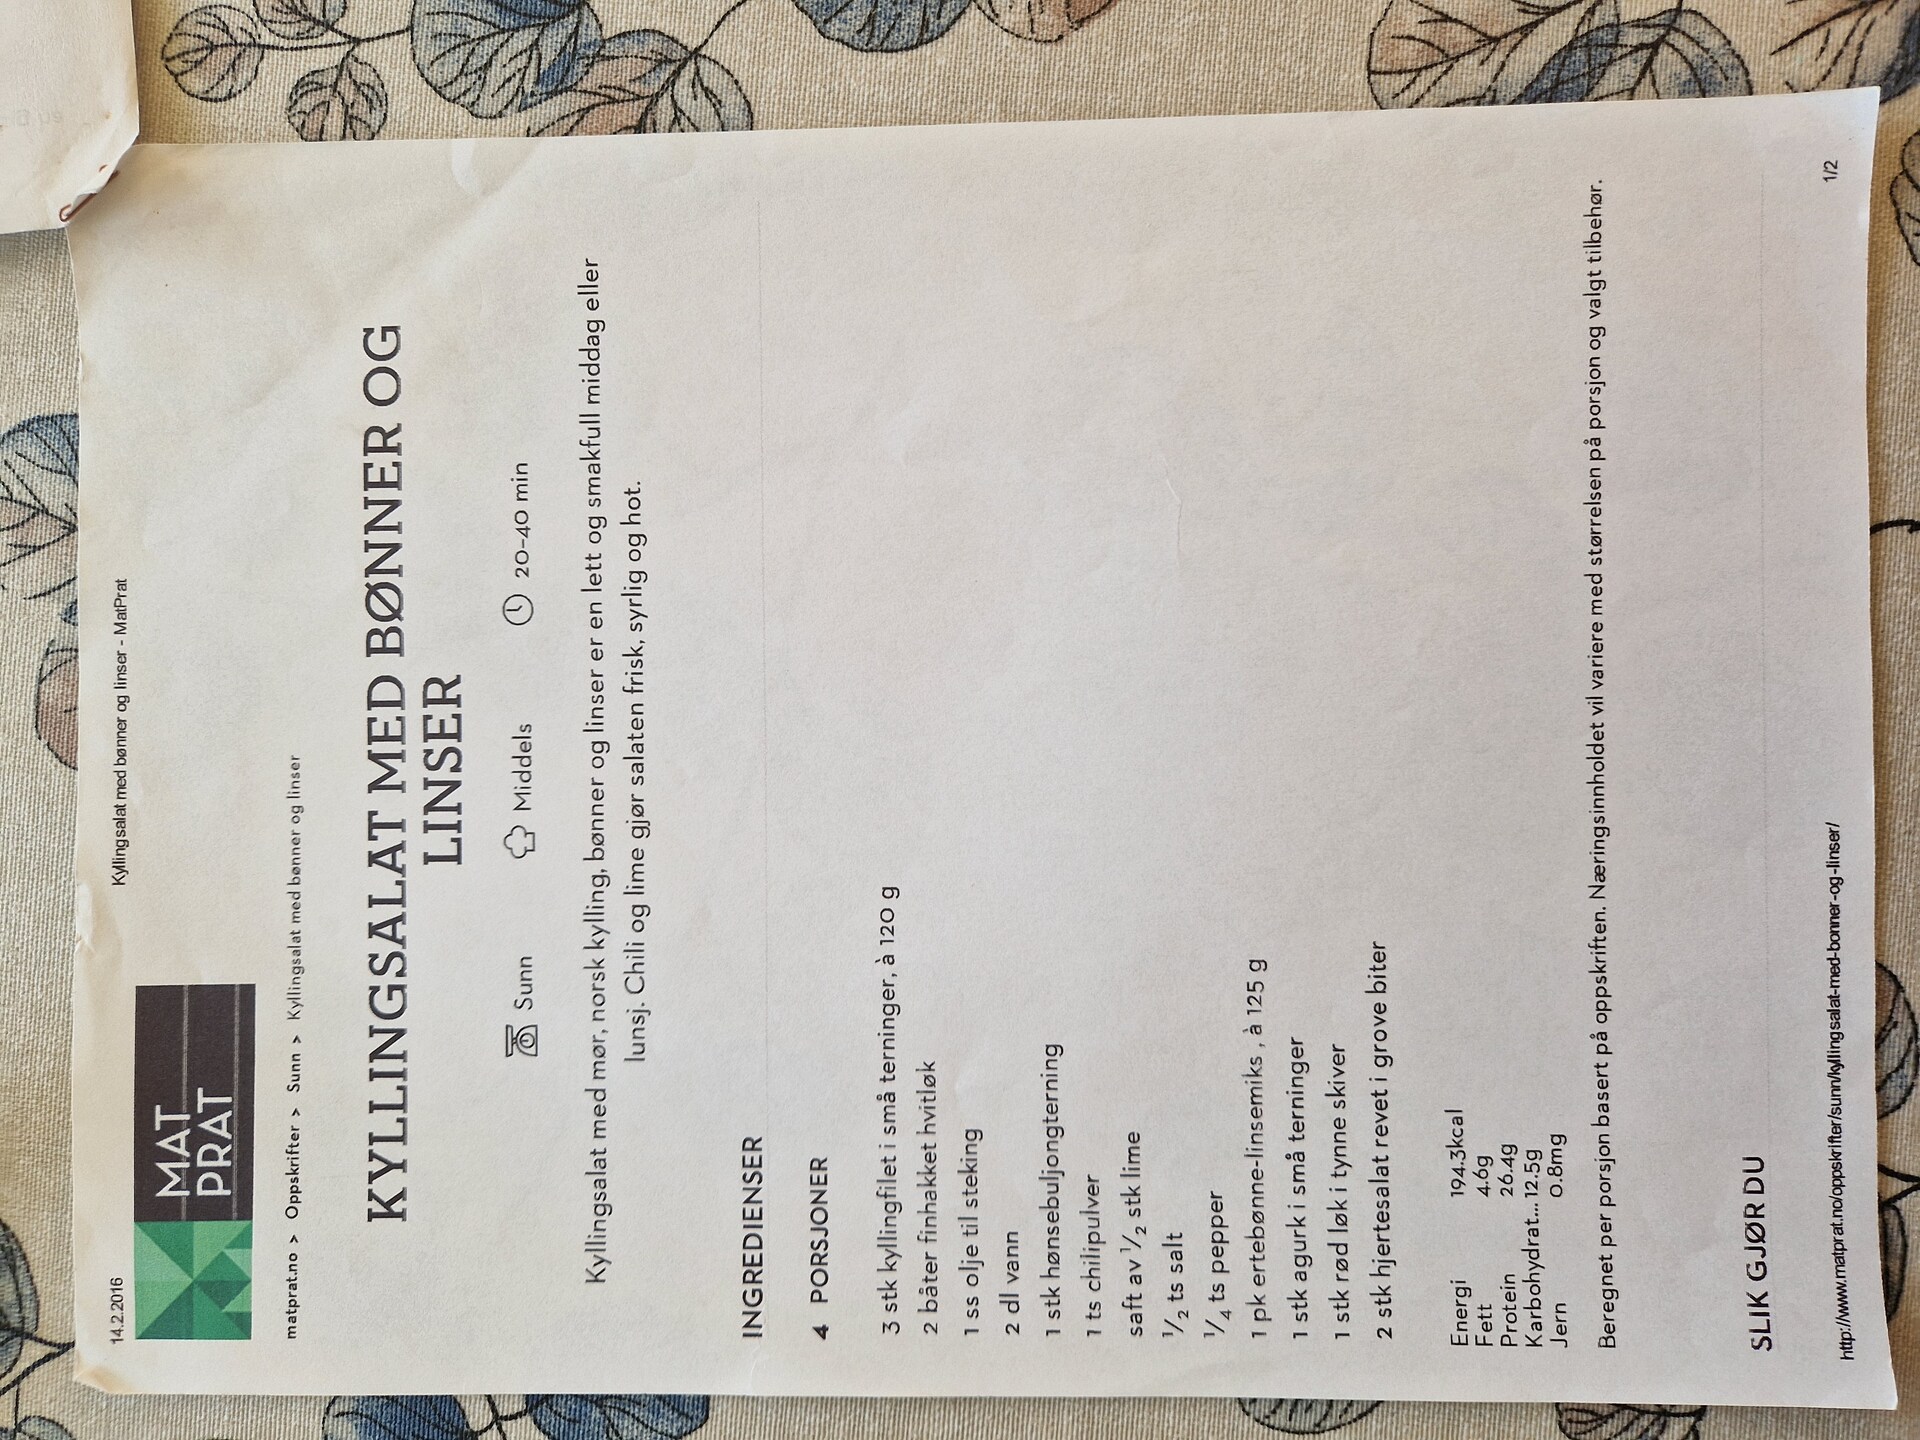 14.2.2016
Kyllingsalat med bønner og linser - MatPrat
MAT
PRAT
matprat.no > Oppskrifter > Sunn > Kyllingsalat med bønner og linser
KYLLINGSALAT MED BØNNER OG
LINSER
Sunn
Middels
20-40 min
Kyllingsalat med mør, norsk kylling, bønner og linser er en lett og smakfull middag eller
lunsj. Chili og lime gjør salaten frisk, syrlig og hot.
INGREDIENSER
4 PORSJONER
3 stk kyllingfilet i små terninger, à 120 g
2 båter finhakket hvitløk
1 ss olje til steking
2 dl vann
1 stk hønsebuljongterning
1 ts chilipulver
saft av 1/2 stk lime
1/2 ts salt
1/4 ts pepper
1 pk ertebønne-linsemiks , à 125 g
1 stk agurk i små terninger
1 stk rød løk i tynne skiver
2 stk hjertesalat revet i grove biter
Energi 194.3kcal
Fett 4.6g
Protein 26.4g
Karbohydrat... 12.5g
Jern 0.8mg
Beregnet per porsjon basert på oppskriften. Næringsinnholdet vil variere med størrelsen på porsjon og valgt tilbehør.
SLIK GJØR DU
http://www.matprat.no/oppskrifter/sunn/kyllingsalat-med-bonner-og-linser/
1/2